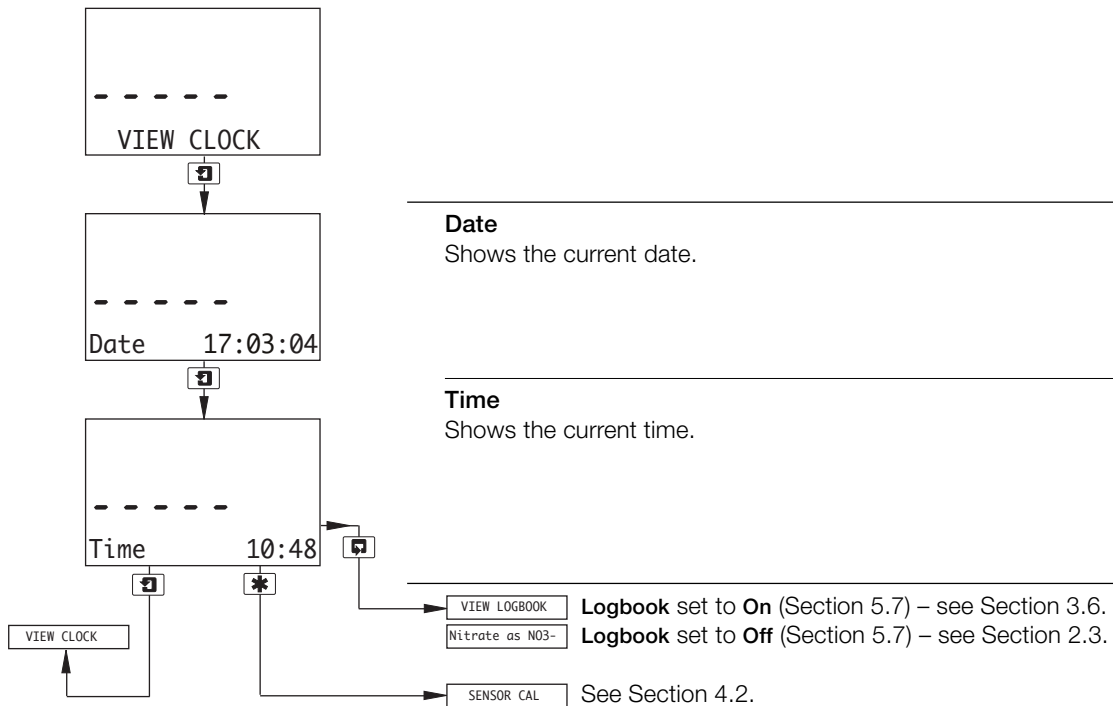 VIEW CLOCK
Date
Shows the current date.
Date 17:03:04
Time
Shows the current time.
Time 10:48
VIEW LOGBOOK Logbook set to On (Section 5.7) – see Section 3.6.
Nitrate as NO3- Logbook set to Off (Section 5.7) – see Section 2.3.
VIEW CLOCK
SENSOR CAL See Section 4.2.